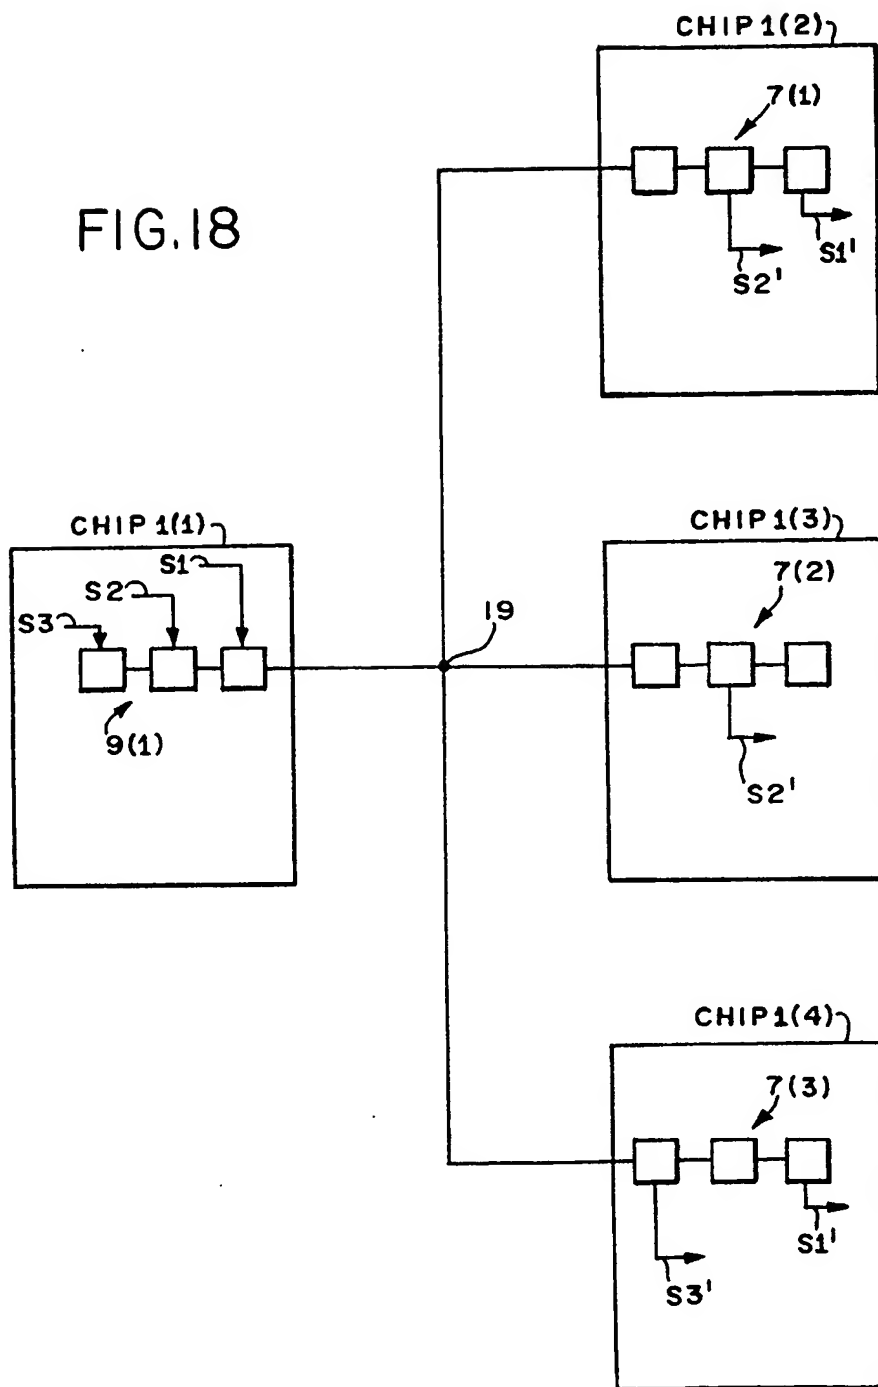 CHIP 1(2)
7(1)
FIG.18
S1'
S2'
CHIP 1(1)
CHIP 1(3)
S1
7(2)
S2
S3
19
9(1)
S2'
CHIP 1(4)
7(3)
S1'
S3'